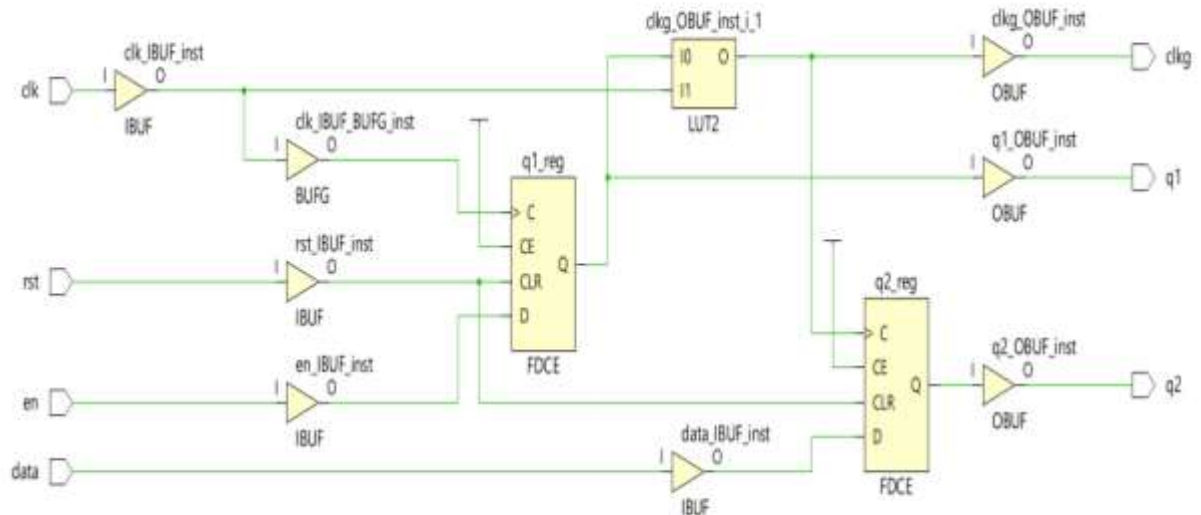 clkg_OBUF_inst_i_1
clkg_OBUF_inst
clk_IBUF_inst
I0 O
I O
clkg
clk
I O
I1
OBUF
IBUF
LUT2
clk_IBUF_BUFG_inst
q1_OBUF_inst
I O
q1_reg
I O
q1
BUFG
OBUF
C
rst_IBUF_inst
CE
Q
rst
I O
CLR
q2_reg
IBUF
D
C
q2_OBUF_inst
en_IBUF_inst
FDCE
CE
Q
I O
q2
en
I O
CLR
OBUF
IBUF
data_IBUF_inst
D
data
I O
FDCE
IBUF